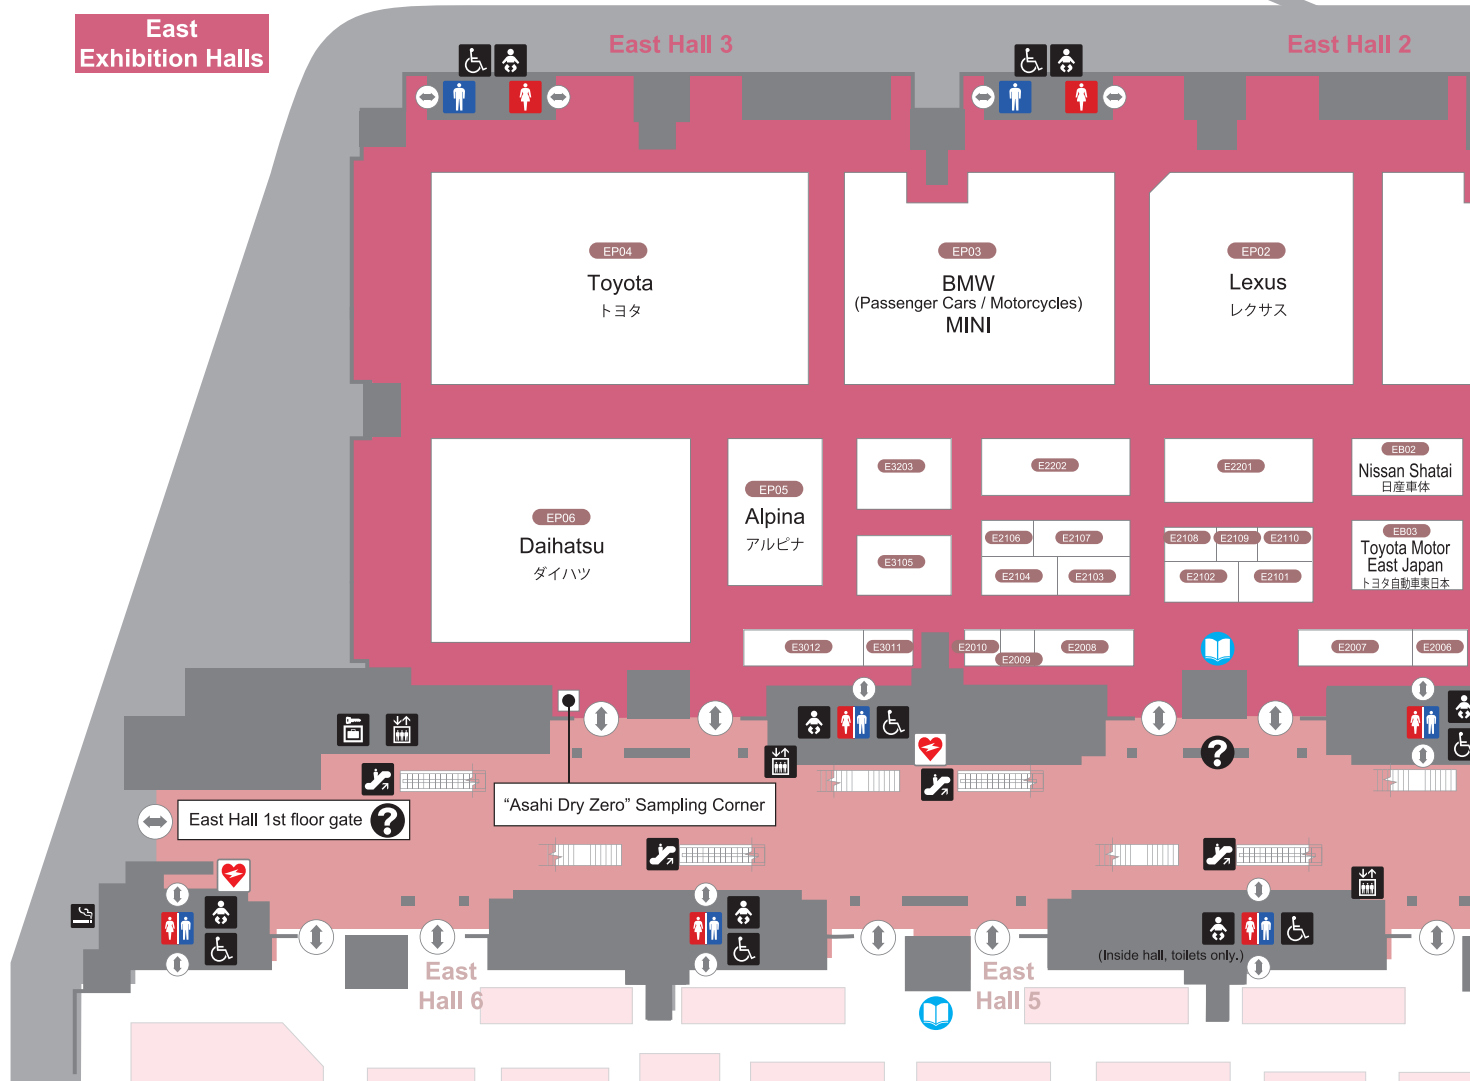 East
Exhibition Halls
East Hall 3
East Hall 2
EP04
Toyota
トヨタ
EP03
BMW
(Passenger Cars / Motorcycles)
MINI
EP02
Lexus
レクサス
EP06
Daihatsu
ダイハツ
EP05
Alpina
アルピナ
E3203
E3105
E2202
E2106
E2107
E2104
E2103
E2201
E2108
E2109
E2110
E2102
E2101
EB02
Nissan Shatai
日産車体
EB03
Toyota Motor
East Japan
トヨタ自動車東日本
E3012
E3011
E2010
E2009
E2008
E2007
E2006
?
"Asahi Dry Zero" Sampling Corner
East Hall 1st floor gate ?
(Inside hall, toilets only.)
East
Hall 6
East
Hall 5